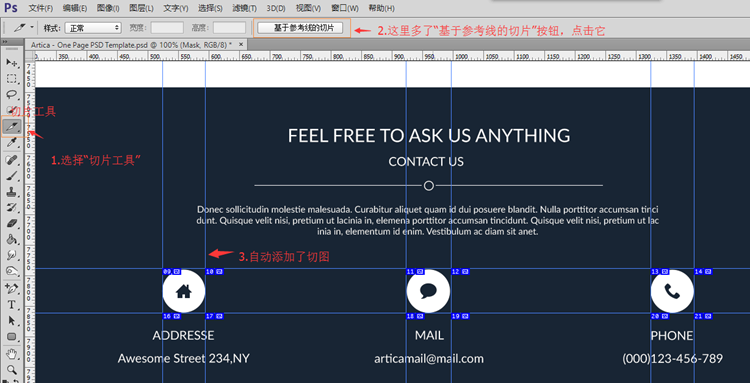 Ps 文件(F) 编辑(E) 图像(I) 图层(L) 文字(Y) 选择(S) 滤镜(T) 3D(D) 视图(V) 窗口(W) 帮助(H)
样式: 正常 宽度: 高度: 基于参考线的切片
2.这里多了“基于参考线的切片”按钮，点击它
Artica - One Page PSD Template.psd @ 100% (Mask, RGB/8) * ×
350 400 450 500 550 600 650 700 750 800 850 900 950 1000 1050 1100 1150 1200 1250 1300 1350 1400 1450
切片工具
1.选择“切片工具”
FEEL FREE TO ASK US ANYTHING
CONTACT US
Donec sollicitudin molestie malesuada. Curabitur aliquet quam id dui posuere blandit. Nulla porttitor accumsan tinci
dunt. Quisque velit nisi, pretium ut lacinia in, elemena porttitor accumsan tincidunt. Quisque velit nisi, pretium ut lac
inia in, elementum id enim. Vestibulum ac diam sit anet.
3.自动添加了切图
09 10 11 12 13 14
16 17 18 19 20 21
ADDRESSE MAIL PHONE
Awesome Street 234,NY articamail@mail.com (000)123-456-789